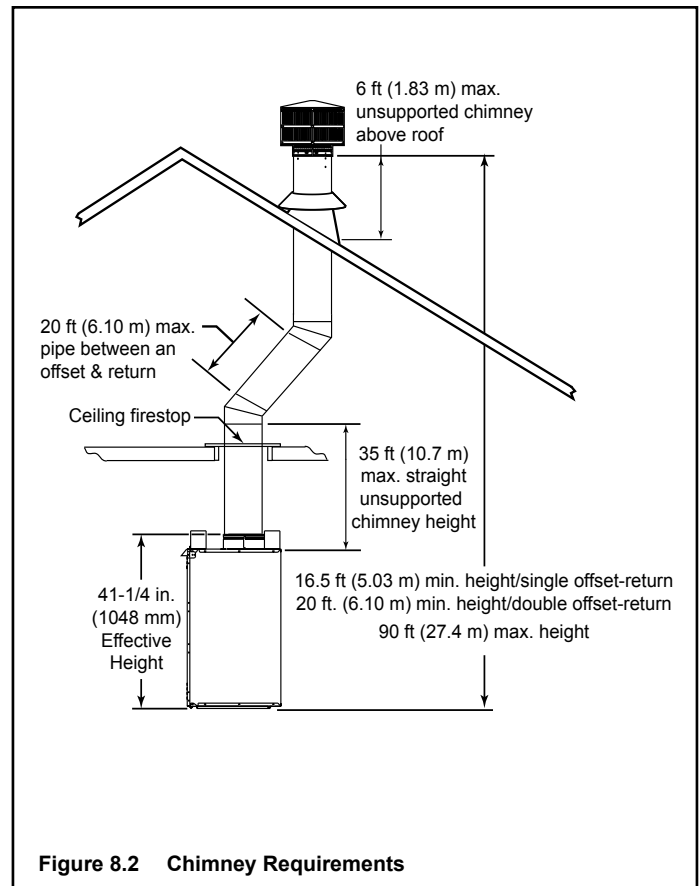 6 ft (1.83 m) max.
unsupported chimney
above roof
20 ft (6.10 m) max.
pipe between an
offset & return
Ceiling firestop
35 ft (10.7 m)
max. straight
unsupported
chimney height
41-1/4 in.
(1048 mm)
Effective
Height
16.5 ft (5.03 m) min. height/single offset-return
20 ft. (6.10 m) min. height/double offset-return
90 ft (27.4 m) max. height
Figure 8.2 Chimney Requirements